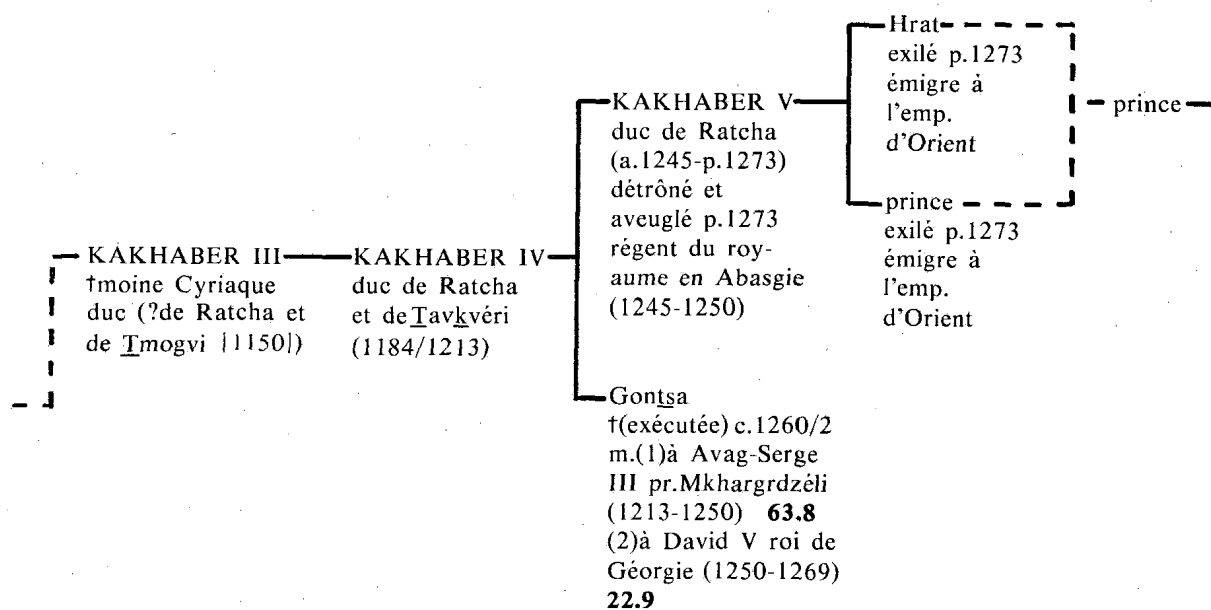 KAKHABER III
†moine Cyriaque
duc (?de Ratcha et
de Tmogvi |1150|)
KAKHABER IV
duc de Ratcha
et de Tavkvéri
(1184/1213)
KAKHABER V
duc de Ratcha
(a.1245-p.1273)
détrôné et
aveuglé p.1273
régent du roy-
aume en Abasgie
(1245-1250)
Gontsa
†(exécutée) c.1260/2
m.(1)à Avag-Serge
III pr.Mkhargrdzéli
(1213-1250) 63.8
(2)à David V roi de
Géorgie (1250-1269)
22.9
Hrat
exilé p.1273
émigre à
l'emp.
d'Orient
prince
exilé p.1273
émigre à
l'emp.
d'Orient
prince